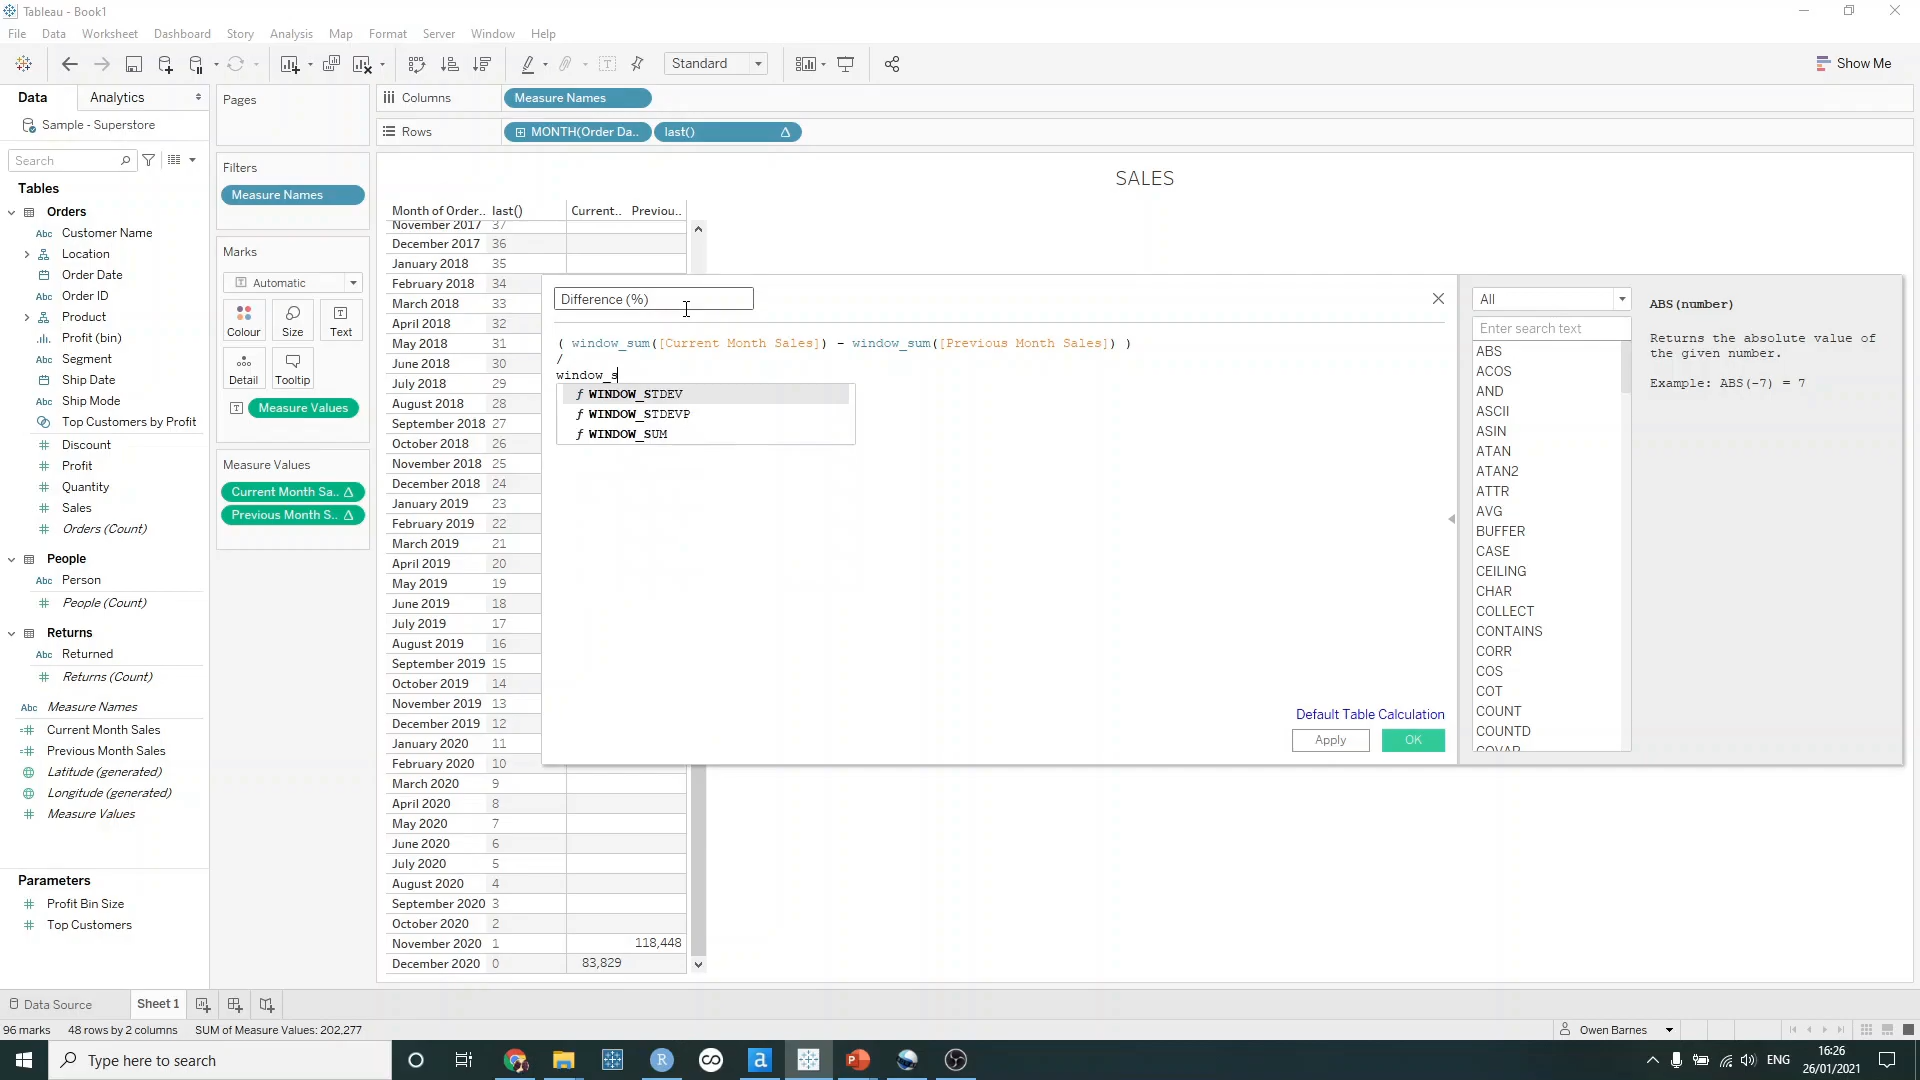 Tableau - Book1
File Data Worksheet Dashboard Story Analysis Map Format Server Window Help
Standard
Show Me
Data Analytics
Sample - Superstore
Search
Tables
Orders
Abc Customer Name
Location
Order Date
Abc Order ID
Product
Profit (bin)
Abc Segment
Ship Date
Abc Ship Mode
Top Customers by Profit
Discount
Profit
Quantity
Sales
Orders (Count)
People
Abc Person
People (Count)
Returns
Abc Returned
Returns (Count)
Abc Measure Names
Current Month Sales
Previous Month Sales
Latitude (generated)
Longitude (generated)
Measure Values
Parameters
Profit Bin Size
Top Customers
Pages
Filters
Measure Names
Marks
Automatic
Colour Size Text
Detail Tooltip
Measure Values
Measure Values
Current Month Sa..
Previous Month S..
Columns Measure Names
Rows MONTH(Order Da.. last()
SALES
Month of Order.. last() Current.. Previou..
November 2017 37
December 2017 36
January 2018 35
February 2018 34
March 2018 33
April 2018 32
May 2018 31
June 2018 30
July 2018 29
August 2018 28
September 2018 27
October 2018 26
November 2018 25
December 2018 24
January 2019 23
February 2019 22
March 2019 21
April 2019 20
May 2019 19
June 2019 18
July 2019 17
August 2019 16
September 2019 15
October 2019 14
November 2019 13
December 2019 12
January 2020 11
February 2020 10
March 2020 9
April 2020 8
May 2020 7
June 2020 6
July 2020 5
August 2020 4
September 2020 3
October 2020 2
November 2020 1 118,448
December 2020 0 83,829
Difference (%)
( window_sum([Current Month Sales]) - window_sum([Previous Month Sales]) )
/
window_s
f WINDOW_STDEV
f WINDOW_STDEVP
f WINDOW_SUM
Default Table Calculation
Apply OK
All
Enter search text
ABS
ACOS
AND
ASCII
ASIN
ATAN
ATAN2
ATTR
AVG
BUFFER
CASE
CEILING
CHAR
COLLECT
CONTAINS
CORR
COS
COT
COUNT
COUNTD
COVAR
ABS(number)
Returns the absolute value of
the given number.
Example: ABS(-7) = 7
Data Source Sheet 1
96 marks 48 rows by 2 columns SUM of Measure Values: 202,277
Owen Barnes
Type here to search
ENG
16:26
26/01/2021